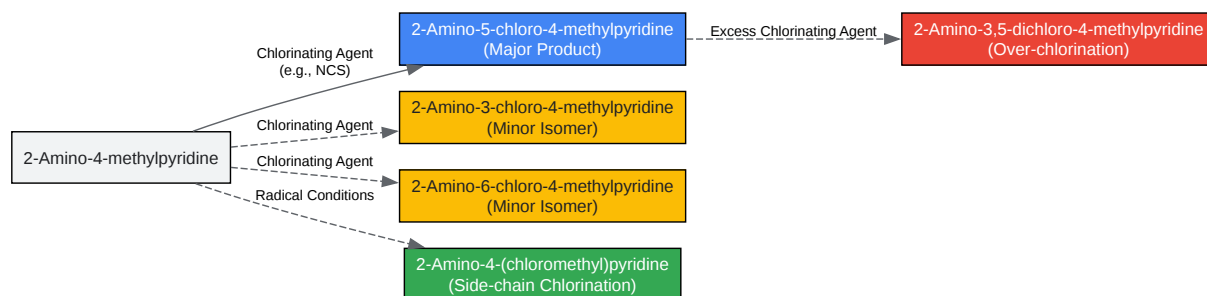 2-Amino-4-methylpyridine
Chlorinating Agent
(e.g., NCS)
2-Amino-5-chloro-4-methylpyridine
(Major Product)
Excess Chlorinating Agent
2-Amino-3,5-dichloro-4-methylpyridine
(Over-chlorination)
Chlorinating Agent
2-Amino-3-chloro-4-methylpyridine
(Minor Isomer)
Chlorinating Agent
2-Amino-6-chloro-4-methylpyridine
(Minor Isomer)
Radical Conditions
2-Amino-4-(chloromethyl)pyridine
(Side-chain Chlorination)